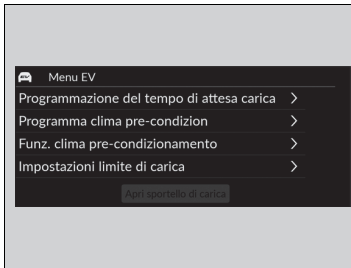 Menu EV
Programmazione del tempo di attesa carica
Programma clima pre-condizion
Funz. clima pre-condizionamento
Impostazioni limite di carica
Apri sportello di carica